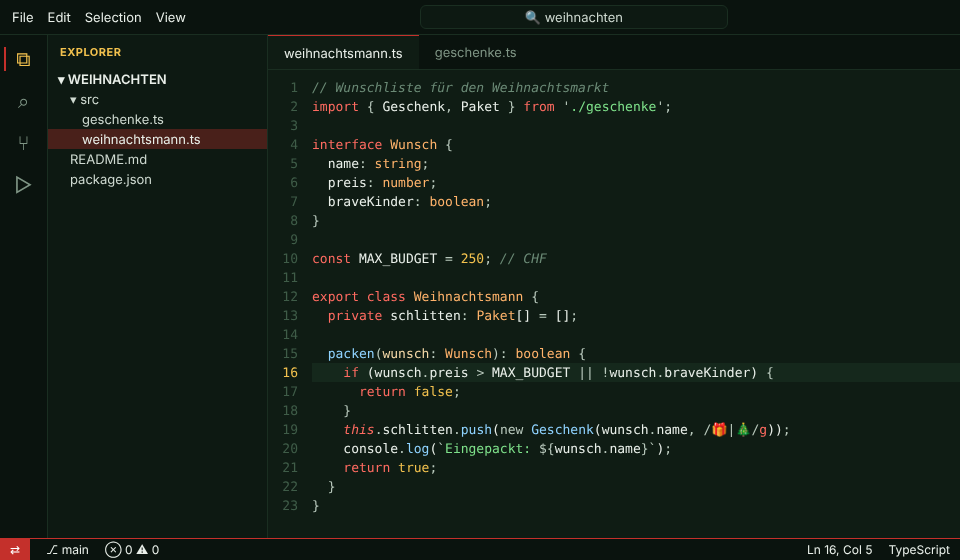 File Edit Selection View 🔍 weihnachten
EXPLORER
▾ WEIHNACHTEN
▾ src
geschenke.ts
weihnachtsmann.ts
README.md
package.json
weihnachtsmann.ts geschenke.ts
1 // Wunschliste für den Weihnachtsmarkt
2 import { Geschenk, Paket } from './geschenke';
3
4 interface Wunsch {
5   name: string;
6   preis: number;
7   braveKinder: boolean;
8 }
9
10 const MAX_BUDGET = 250; // CHF
11
12 export class Weihnachtsmann {
13   private schlitten: Paket[] = [];
14
15   packen(wunsch: Wunsch): boolean {
16     if (wunsch.preis > MAX_BUDGET || !wunsch.braveKinder) {
17       return false;
18     }
19     this.schlitten.push(new Geschenk(wunsch.name, /🎁|🎄/g));
20     console.log(`Eingepackt: ${wunsch.name}`);
21     return true;
22   }
23 }
⇄ ⎇ main ⓧ 0 ⚠ 0 Ln 16, Col 5 TypeScript